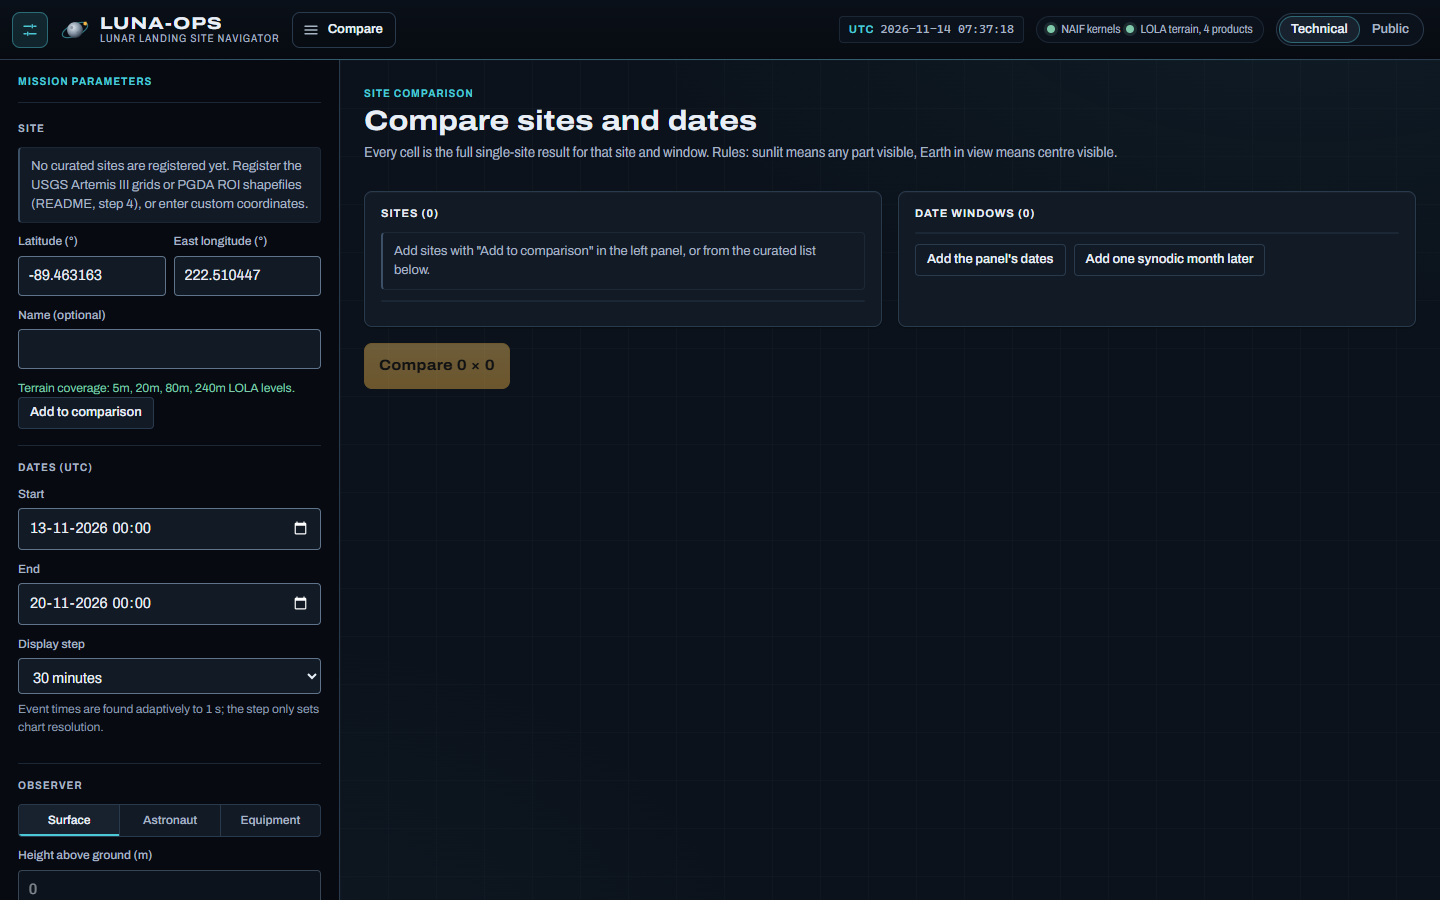 LUNA-OPS
LUNAR LANDING SITE NAVIGATOR
Compare
UTC 2026-11-14 07:37:18
NAIF kernels
LOLA terrain, 4 products
Technical
Public
MISSION PARAMETERS
SITE
No curated sites are registered yet. Register the
USGS Artemis III grids or PGDA ROI shapefiles
(README, step 4), or enter custom coordinates.
Latitude (°)
East longitude (°)
-89.463163
222.510447
Name (optional)
Terrain coverage: 5m, 20m, 80m, 240m LOLA levels.
Add to comparison
DATES (UTC)
Start
13-11-2026 00:00
End
20-11-2026 00:00
Display step
30 minutes
Event times are found adaptively to 1 s; the step only sets
chart resolution.
OBSERVER
Surface
Astronaut
Equipment
Height above ground (m)
0
SITE COMPARISON
Compare sites and dates
Every cell is the full single-site result for that site and window. Rules: sunlit means any part visible, Earth in view means centre visible.
SITES (0)
Add sites with "Add to comparison" in the left panel, or from the curated list
below.
DATE WINDOWS (0)
Add the panel's dates
Add one synodic month later
Compare 0 × 0